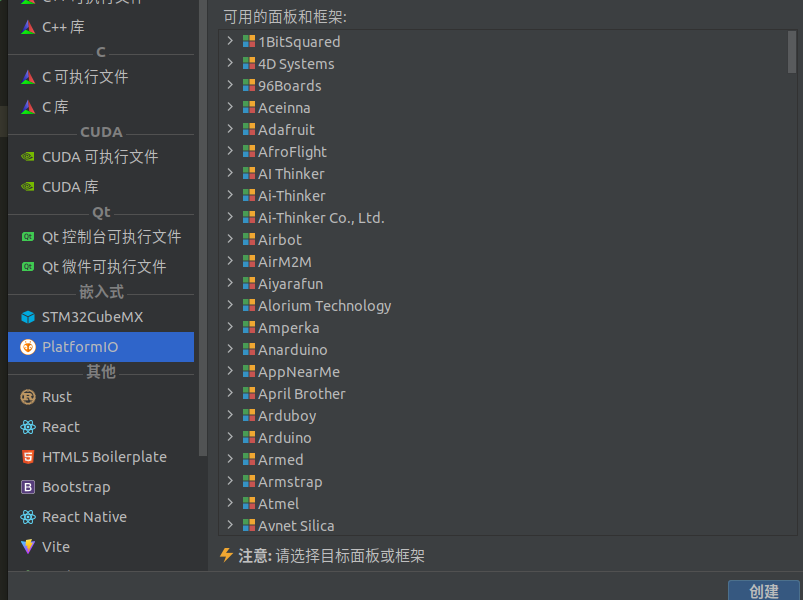 C++ 可执行文件
C++ 库
C
C 可执行文件
C 库
CUDA
CUDA 可执行文件
CUDA 库
Qt
Qt 控制台可执行文件
Qt 微件可执行文件
嵌入式
STM32CubeMX
PlatformIO
其他
Rust
React
HTML5 Boilerplate
Bootstrap
React Native
Vite
可用的面板和框架:
1BitSquared
4D Systems
96Boards
Aceinna
Adafruit
AfroFlight
AI Thinker
Ai-Thinker
Ai-Thinker Co., Ltd.
Airbot
AirM2M
Aiyarafun
Alorium Technology
Amperka
Anarduino
AppNearMe
April Brother
Arduboy
Arduino
Armed
Armstrap
Atmel
Avnet Silica
注意: 请选择目标面板或框架
创建